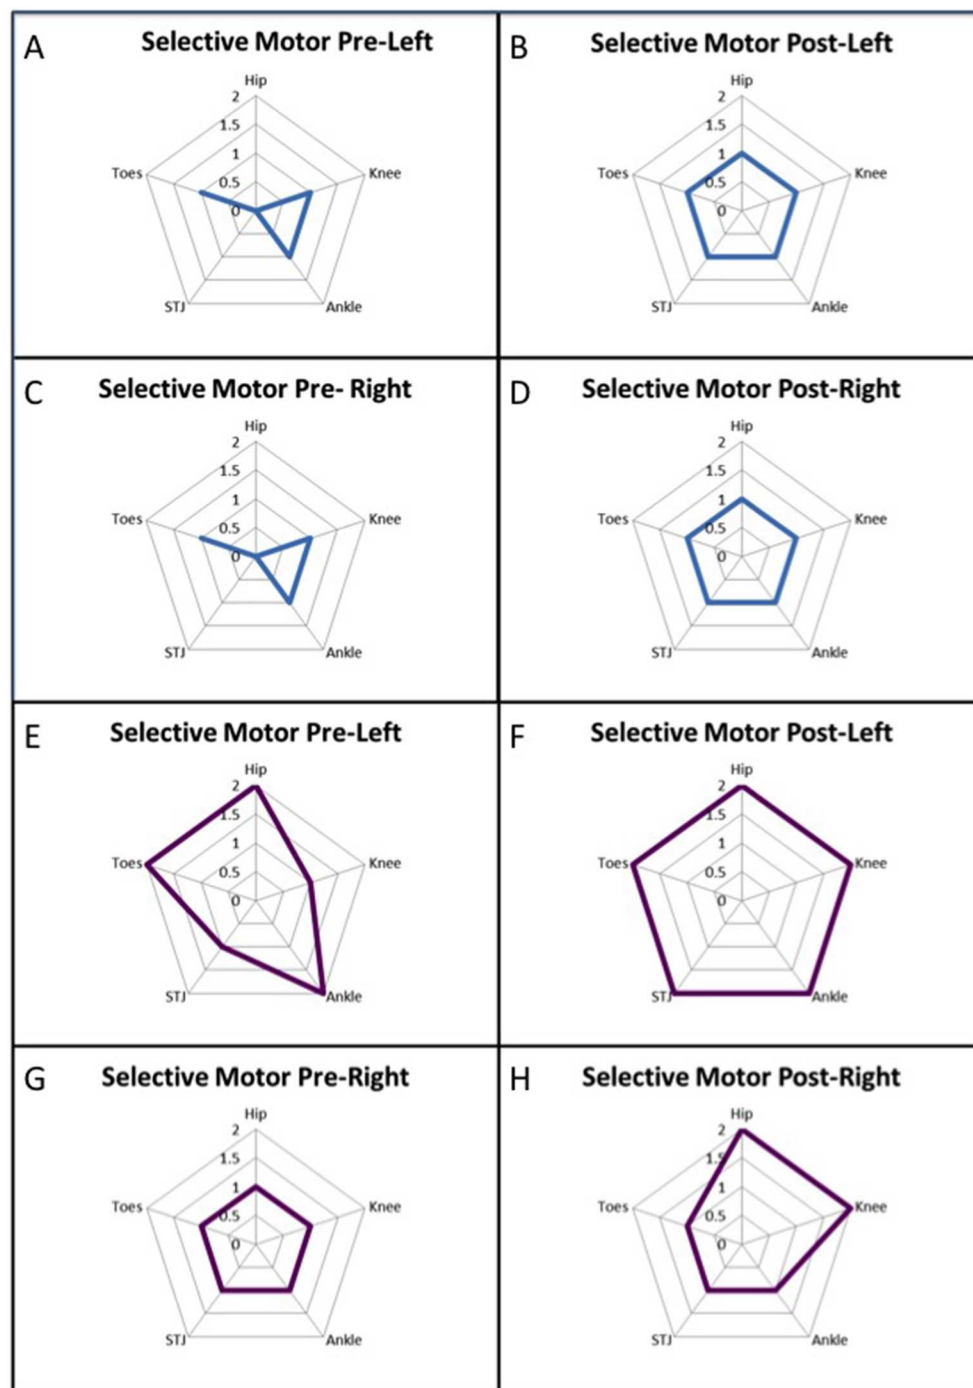 A
Selective Motor Pre-Left
Hip
2
1.5
1
0.5
0
Toes
Knee
STJ
Ankle
B
Selective Motor Post-Left
Hip
2
1.5
1
0.5
0
Toes
Knee
STJ
Ankle
C
Selective Motor Pre- Right
Hip
2
1.5
1
0.5
0
Toes
Knee
STJ
Ankle
D
Selective Motor Post-Right
Hip
2
1.5
1
0.5
0
Toes
Knee
STJ
Ankle
E
Selective Motor Pre-Left
Hip
2
1.5
1
0.5
0
Toes
Knee
STJ
Ankle
F
Selective Motor Post-Left
Hip
2
1.5
1
0.5
0
Toes
Knee
STJ
Ankle
G
Selective Motor Pre-Right
Hip
2
1.5
1
0.5
0
Toes
Knee
STJ
Ankle
H
Selective Motor Post-Right
Hip
2
1.5
1
0.5
0
Toes
Knee
STJ
Ankle